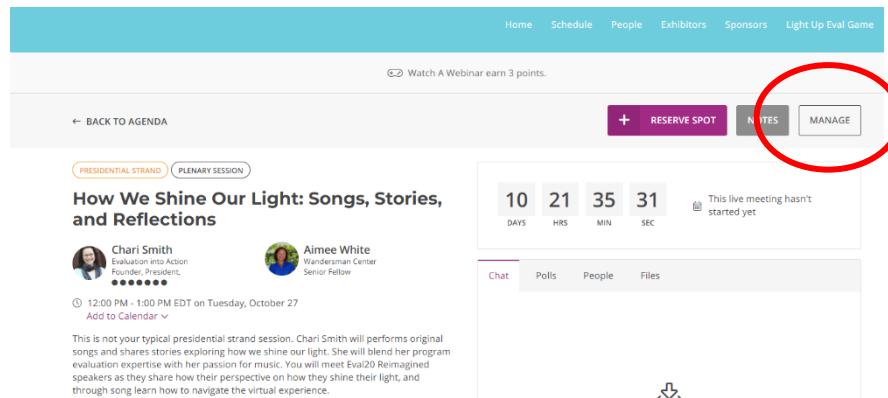 Home Schedule People Exhibitors Sponsors Light Up Eval Game
Watch A Webinar earn 3 points.
← BACK TO AGENDA
+ RESERVE SPOT
NOTES
MANAGE
PRESIDENTIAL STRAND PLENARY SESSION
How We Shine Our Light: Songs, Stories,
and Reflections
Chari Smith
Evaluation into Action
Founder, President,
Aimee White
Wandersman Center
Senior Fellow
12:00 PM - 1:00 PM EDT on Tuesday, October 27
Add to Calendar
This is not your typical presidential strand session. Chari Smith will performs original
songs and shares stories exploring how we shine our light. She will blend her program
evaluation expertise with her passion for music. You will meet Eval20 Reimagined
speakers as they share how their perspective on how they shine their light, and
through song learn how to navigate the virtual experience.
10 21 35 31
DAYS HRS MIN SEC
This live meeting hasn't
started yet
Chat Polls People Files